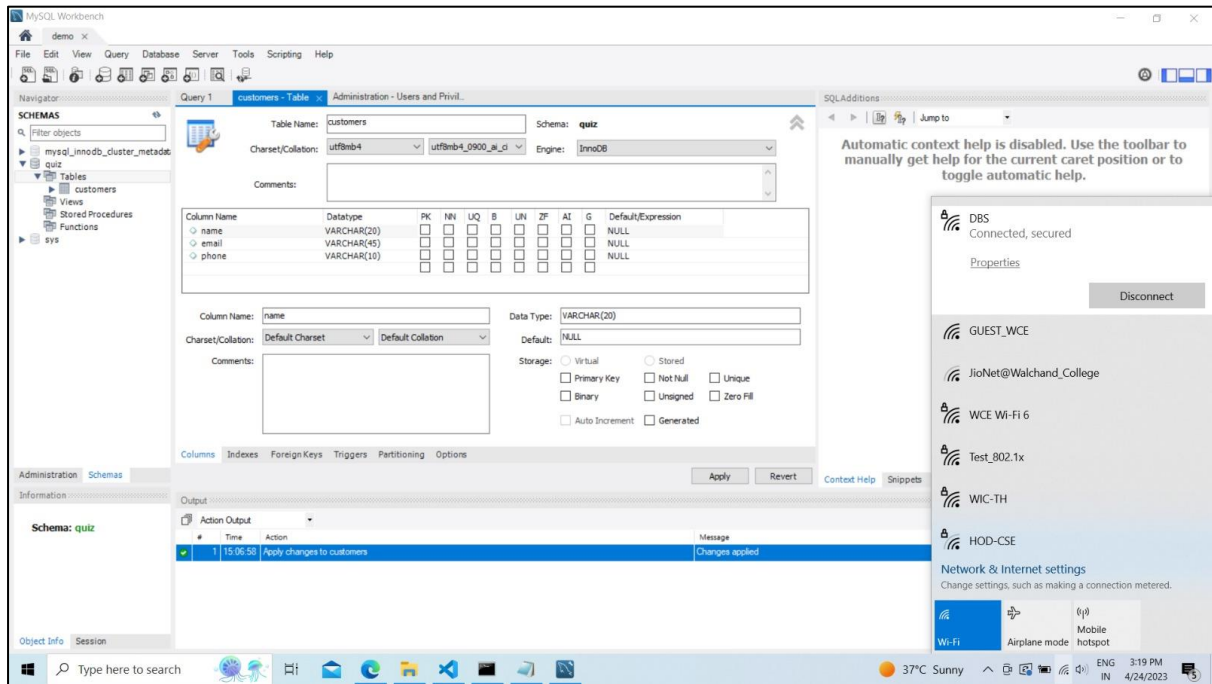 MySQL Workbench
demo
File Edit View Query Database Server Tools Scripting Help
Navigator
SCHEMAS
Filter objects
mysql_innodb_cluster_metadat
quiz
Tables
customers
Views
Stored Procedures
Functions
sys
Administration Schemas
Information
Schema: quiz
Object Info Session
Query 1 customers - Table Administration - Users and Privil..
Table Name: customers Schema: quiz
Charset/Collation: utf8mb4 utf8mb4_0900_ai_ci Engine: InnoDB
Comments:
Column Name Datatype PK NN UQ B UN ZF AI G Default/Expression
name VARCHAR(20) NULL
email VARCHAR(45) NULL
phone VARCHAR(10) NULL
Column Name: name Data Type: VARCHAR(20)
Charset/Collation: Default Charset Default Collation Default: NULL
Comments: Storage: Virtual Stored
Primary Key Not Null Unique
Binary Unsigned Zero Fill
Auto Increment Generated
Columns Indexes Foreign Keys Triggers Partitioning Options
Apply Revert
Output
Action Output
# Time Action Message
1 15:06:58 Apply changes to customers Changes applied
SQLAdditions
Jump to
Automatic context help is disabled. Use the toolbar to
manually get help for the current caret position or to
toggle automatic help.
Context Help Snippets
DBS
Connected, secured
Properties
Disconnect
GUEST_WCE
JioNet@Walchand_College
WCE Wi-Fi 6
Test_802.1x
WIC-TH
HOD-CSE
Network & Internet settings
Change settings, such as making a connection metered.
Wi-Fi Airplane mode Mobile
hotspot
Type here to search
37°C Sunny
ENG
IN
3:19 PM
4/24/2023
5